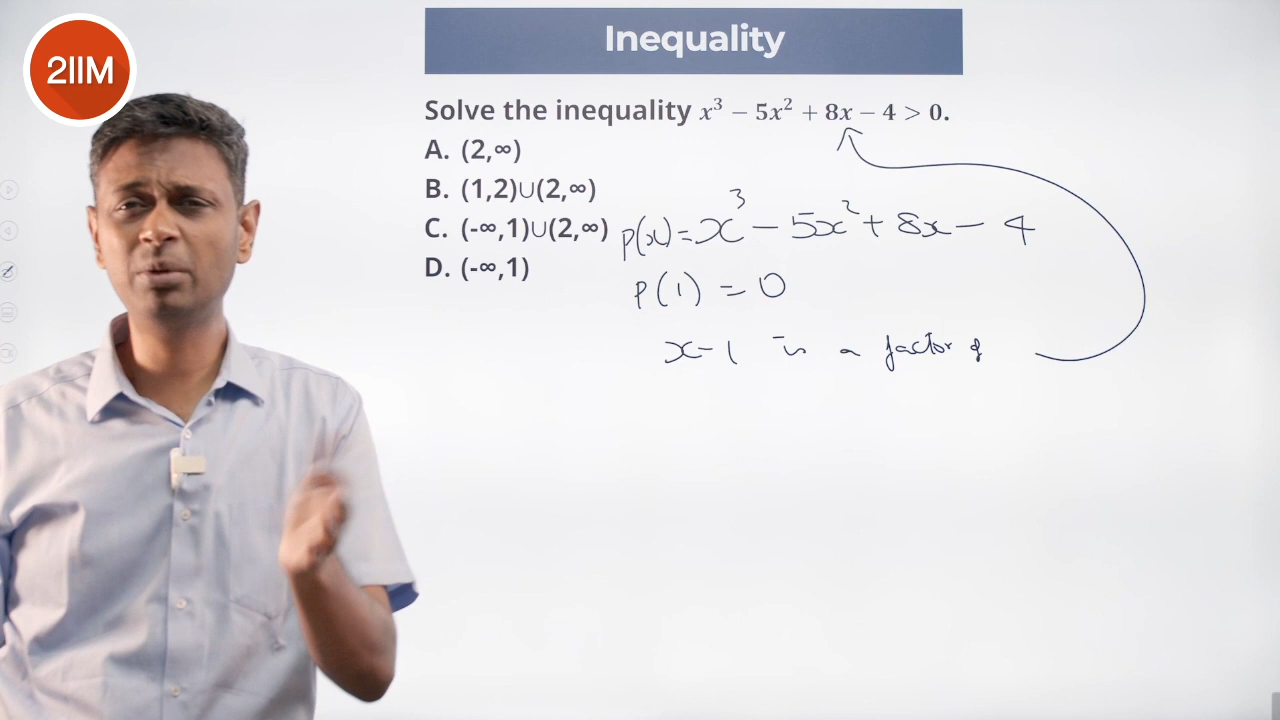 2IIM
Inequality
Solve the inequality x³ − 5x² + 8x − 4 > 0.
A. (2,∞)
B. (1,2)∪(2,∞)
C. (-∞,1)∪(2,∞)
D. (-∞,1)
p(x) = x³ − 5x² + 8x − 4
p(1) = 0
x-1 is a factor of